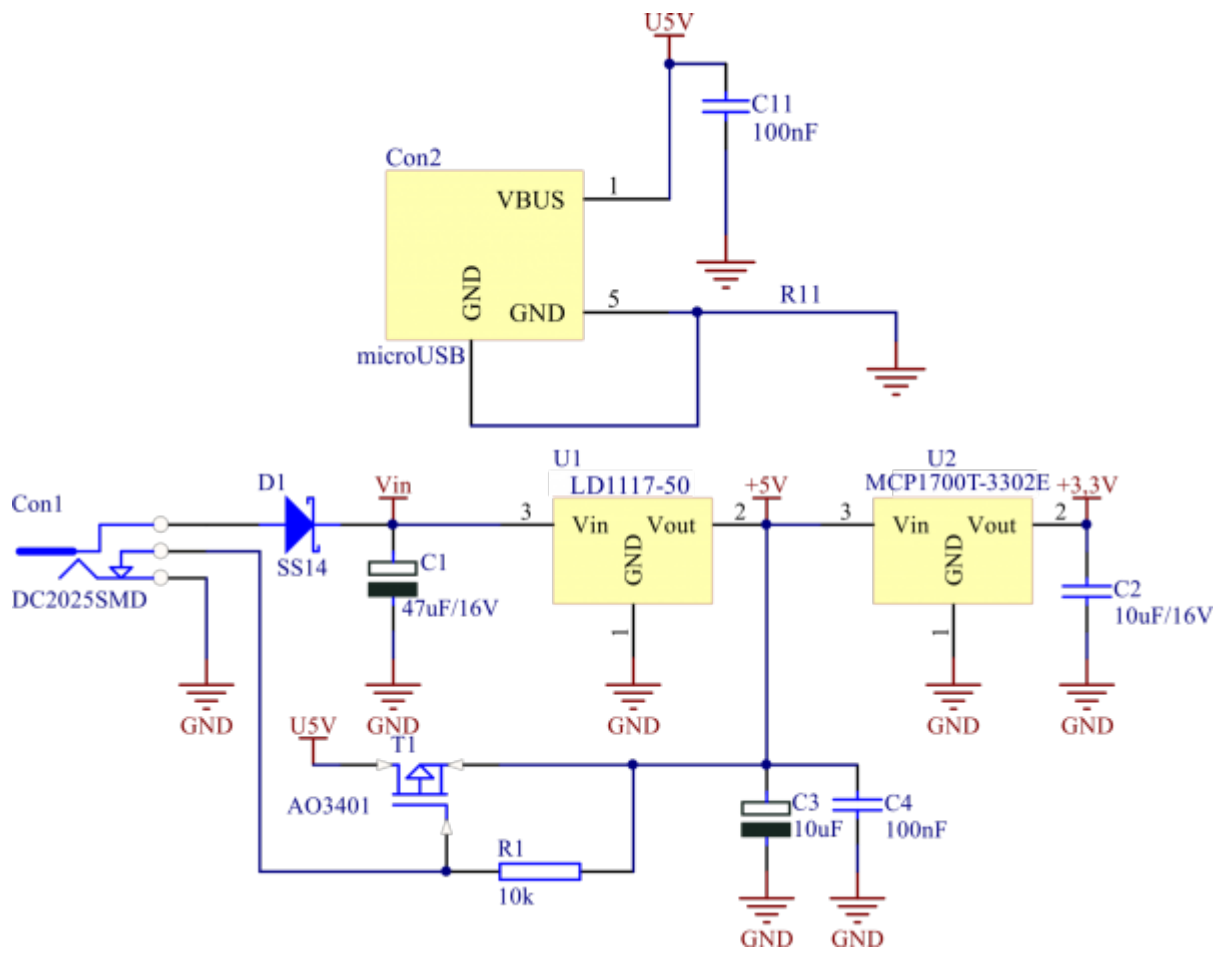 U5V
C11
100nF
Con2
VBUS
1
GND
GND
5
R11
microUSB
Con1
DC2025SMD
GND
D1
SS14
Vin
C1
47uF/16V
GND
U1
LD1117-50
3
Vin
Vout
2
GND
1
GND
+5V
U2
MCP1700T-3302E
3
Vin
Vout
2
GND
1
GND
+3,3V
C2
10uF/16V
GND
U5V
T1
AO3401
R1
10k
C3
10uF
GND
C4
100nF
GND